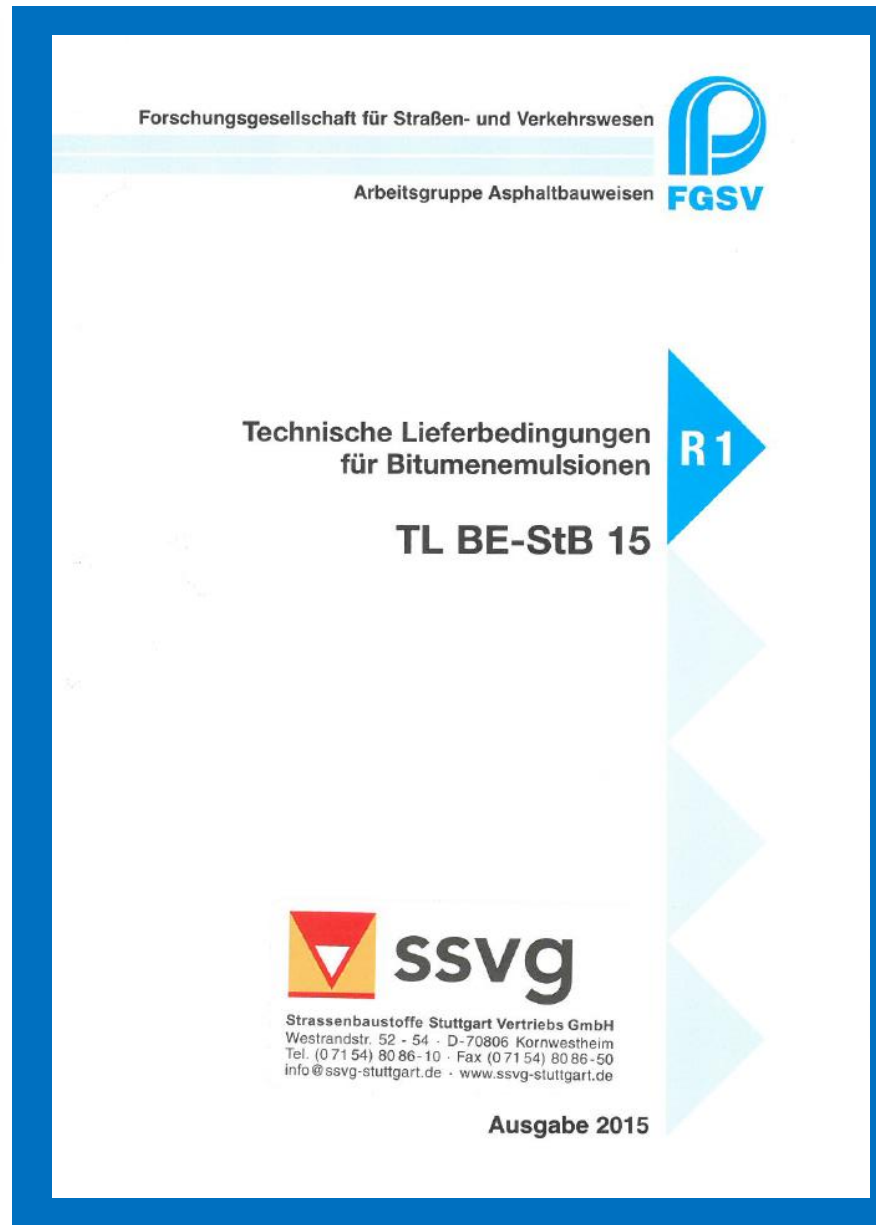 Forschungsgesellschaft für Straßen- und Verkehrswesen
FGSV
Arbeitsgruppe Asphaltbauweisen
Technische Lieferbedingungen
für Bitumenemulsionen
R 1
TL BE-StB 15
ssvg
Strassenbaustoffe Stuttgart Vertriebs GmbH
Westrandstr. 52 - 54 · D-70806 Kornwestheim
Tel. (0 71 54) 80 86-10 · Fax (0 71 54) 80 86-50
info@ssvg-stuttgart.de · www.ssvg-stuttgart.de
Ausgabe 2015